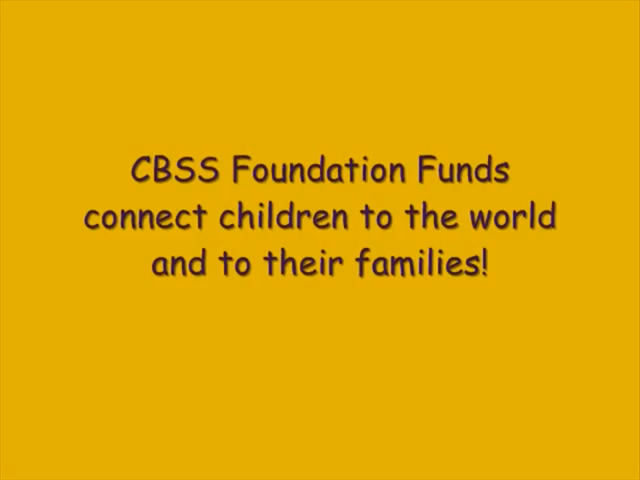 CBSS Foundation Funds
connect children to the world
and to their families!